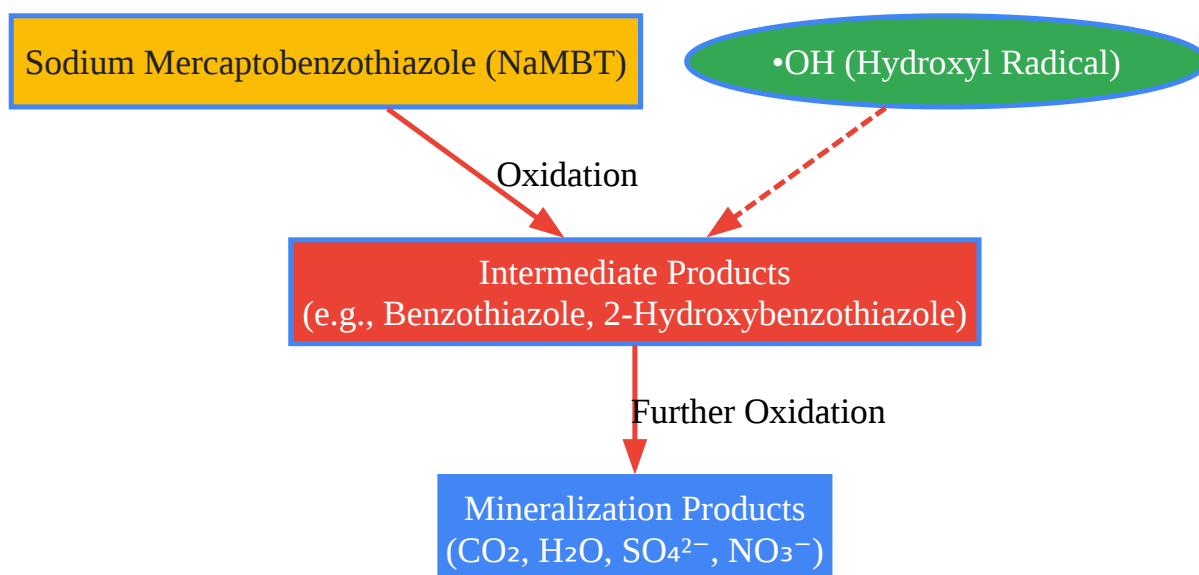 Sodium Mercaptobenzothiazole (NaMBT)
•OH (Hydroxyl Radical)
Oxidation
Intermediate Products
(e.g., Benzothiazole, 2-Hydroxybenzothiazole)
Further Oxidation
Mineralization Products
(CO₂, H₂O, SO₄²⁻, NO₃⁻)